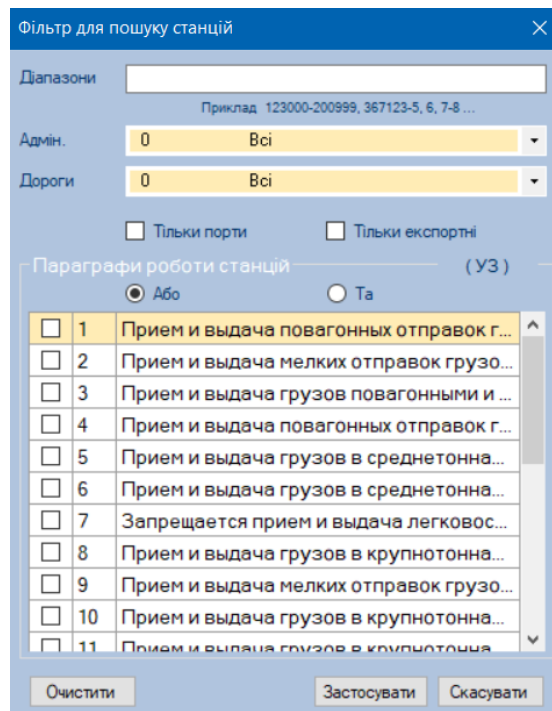 Фільтр для пошуку станцій
Діапазони
Приклад 123000-200999, 367123-5, 6, 7-8 ...
Адмін. 0 Всі
Дороги 0 Всі
Тільки порти Тільки експортні
Параграфи роботи станцій (УЗ)
Або Та
1 Прием и выдача повагонных отправок г...
2 Прием и выдача мелких отправок грузо...
3 Прием и выдача грузов повагонными и ...
4 Прием и выдача повагонных отправок г...
5 Прием и выдача грузов в среднетонна...
6 Прием и выдача грузов в среднетонна...
7 Запрещается прием и выдача легковос...
8 Прием и выдача грузов в крупнотонна...
9 Прием и выдача мелких отправок грузо...
10 Прием и выдача грузов в крупнотонна...
11 Прием и выдача грузов в крупнотонна
Очистити Застосувати Скасувати